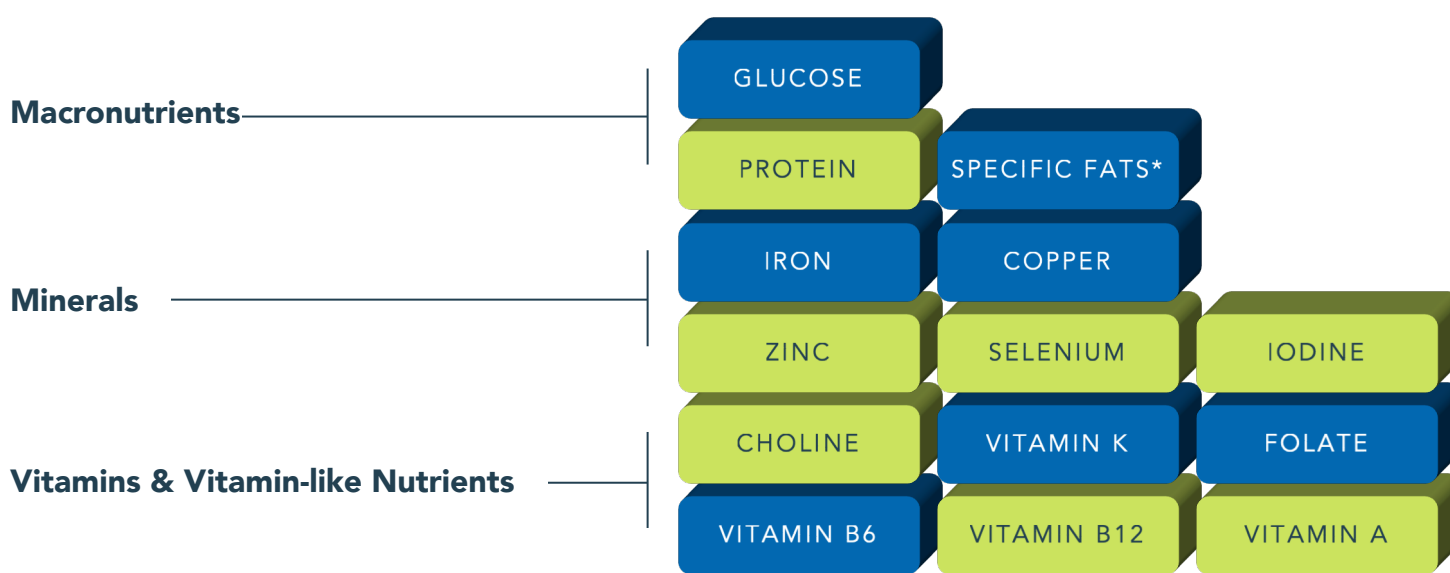 GLUCOSE
Macronutrients
PROTEIN SPECIFIC FATS*
IRON COPPER
Minerals
ZINC SELENIUM IODINE
CHOLINE VITAMIN K FOLATE
Vitamins & Vitamin-like Nutrients
VITAMIN B6 VITAMIN B12 VITAMIN A